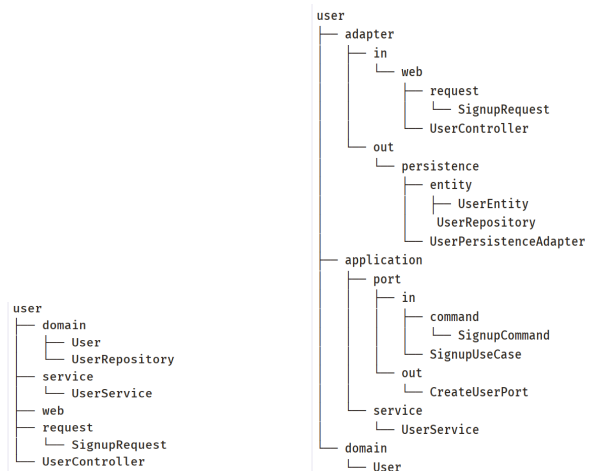 user
├── domain
│   ├── User
│   └── UserRepository
├── service
│   └── UserService
├── web
├── request
│   └── SignupRequest
└── UserController
user
├── adapter
│   ├── in
│   │   └── web
│   │       ├── request
│   │       │   └── SignupRequest
│   │       └── UserController
│   └── out
│       └── persistence
│           ├── entity
│           │   ├── UserEntity
│           │    UserRepository
│           └── UserPersistenceAdapter
├── application
│   ├── port
│   │   ├── in
│   │   │   ├── command
│   │   │   │   └── SignupCommand
│   │   │   └── SignupUseCase
│   │   └── out
│   │       └── CreateUserPort
│   └── service
│       └── UserService
└── domain
    └── User